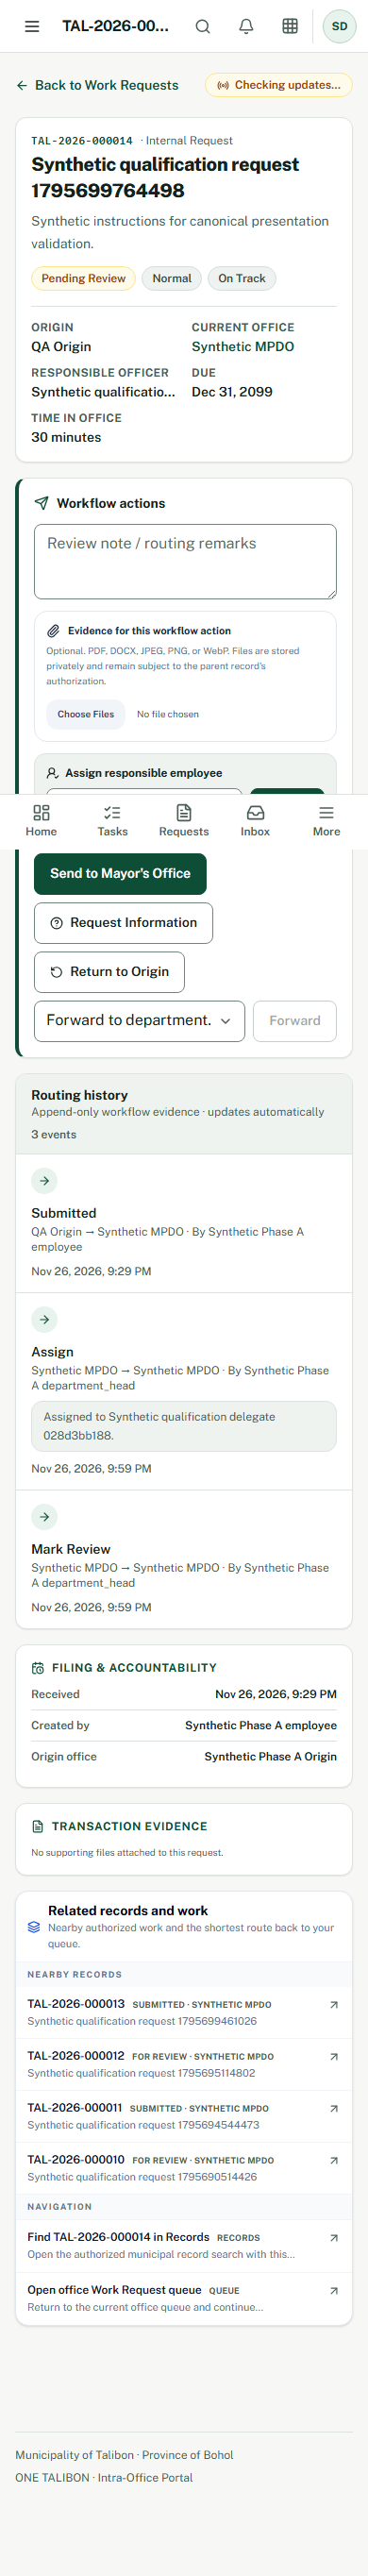 TAL-2026-00...
SD
Back to Work Requests
Checking updates...
TAL-2026-000014 · Internal Request
Synthetic qualification request
1795699764498
Synthetic instructions for canonical presentation
validation.
Pending Review
Normal
On Track
ORIGIN
QA Origin
CURRENT OFFICE
Synthetic MPDO
RESPONSIBLE OFFICER
Synthetic qualificatio...
DUE
Dec 31, 2099
TIME IN OFFICE
30 minutes
Workflow actions
Review note / routing remarks
Evidence for this workflow action
Optional. PDF, DOCX, JPEG, PNG, or WebP. Files are stored
privately and remain subject to the parent record's
authorization.
Choose Files
No file chosen
Assign responsible employee
Home
Tasks
Requests
Inbox
More
Send to Mayor's Office
Request Information
Return to Origin
Forward to department.
Forward
Routing history
Append-only workflow evidence · updates automatically
3 events
Submitted
QA Origin → Synthetic MPDO · By Synthetic Phase A
employee
Nov 26, 2026, 9:29 PM
Assign
Synthetic MPDO → Synthetic MPDO · By Synthetic Phase
A department_head
Assigned to Synthetic qualification delegate
028d3bb188.
Nov 26, 2026, 9:59 PM
Mark Review
Synthetic MPDO → Synthetic MPDO · By Synthetic Phase
A department_head
Nov 26, 2026, 9:59 PM
FILING & ACCOUNTABILITY
Received Nov 26, 2026, 9:29 PM
Created by Synthetic Phase A employee
Origin office Synthetic Phase A Origin
TRANSACTION EVIDENCE
No supporting files attached to this request.
Related records and work
Nearby authorized work and the shortest route back to your
queue.
NEARBY RECORDS
TAL-2026-000013 SUBMITTED · SYNTHETIC MPDO
Synthetic qualification request 1795699461026
TAL-2026-000012 FOR REVIEW · SYNTHETIC MPDO
Synthetic qualification request 1795695114802
TAL-2026-000011 SUBMITTED · SYNTHETIC MPDO
Synthetic qualification request 1795694544473
TAL-2026-000010 FOR REVIEW · SYNTHETIC MPDO
Synthetic qualification request 1795690514426
NAVIGATION
Find TAL-2026-000014 in Records RECORDS
Open the authorized municipal record search with this...
Open office Work Request queue QUEUE
Return to the current office queue and continue...
Municipality of Talibon · Province of Bohol
ONE TALIBON · Intra-Office Portal